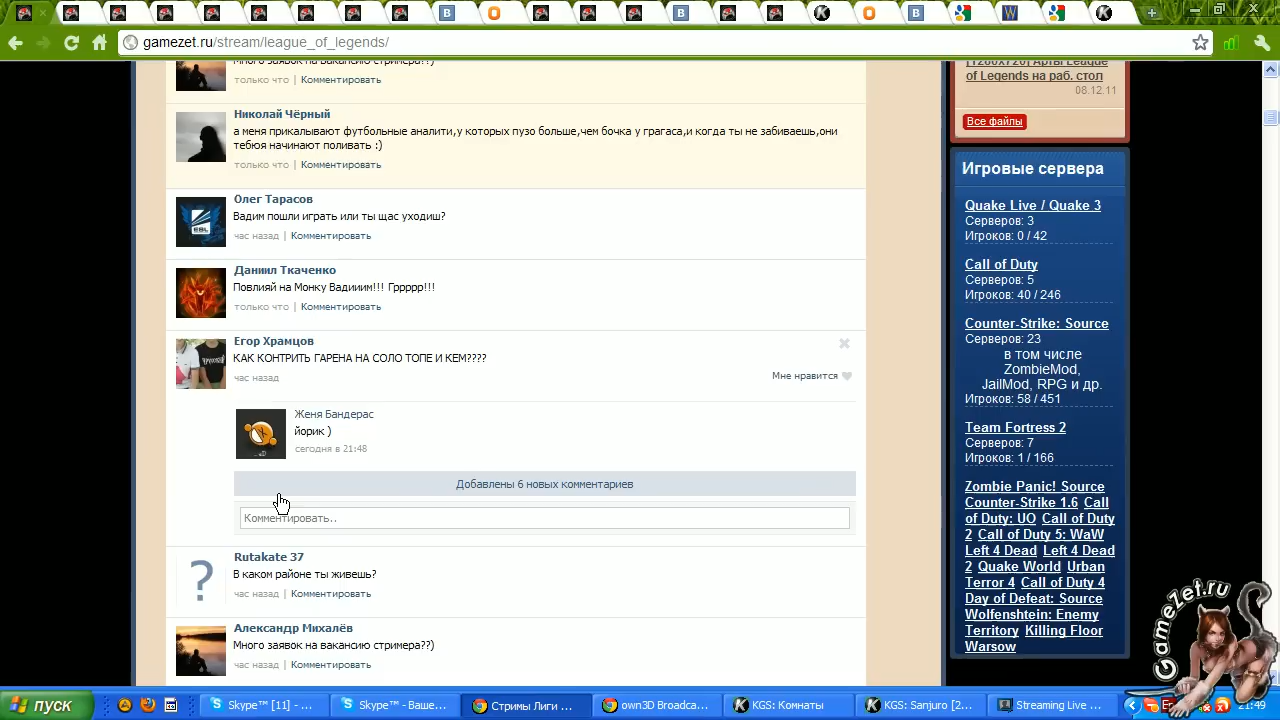 gamezet.ru/stream/league_of_legends/
Много заявок на вакансию стримера??)
только что | Комментировать
Николай Чёрный
а меня прикалывают футбольные аналити,у которых пузо больше,чем бочка у грагаса,и когда ты не забиваешь,они
тебюя начинают поливать :)
только что | Комментировать
Олег Тарасов
Вадим пошли играть или ты щас уходиш?
час назад | Комментировать
Даниил Ткаченко
Повлияй на Монку Вадииим!!! Гррррр!!!
только что | Комментировать
Егор Храмцов
КАК КОНТРИТЬ ГАРЕНА НА СОЛО ТОПЕ И КЕМ????
час назад
Мне нравится
Женя Бандерас
йорик )
сегодня в 21:48
Добавлены 6 новых комментариев
Комментировать..
Rutakate 37
В каком районе ты живешь?
час назад | Комментировать
Александр Михалёв
Много заявок на вакансию стримера??)
час назад | Комментировать
[1280x720] Арты League
of Legends на раб. стол
08.12.11
Все файлы
Игровые сервера
Quake Live / Quake 3
Серверов: 3
Игроков: 0 / 42
Call of Duty
Серверов: 5
Игроков: 40 / 246
Counter-Strike: Source
Серверов: 23
в том числе
ZombieMod,
JailMod, RPG и др.
Игроков: 58 / 451
Team Fortress 2
Серверов: 7
Игроков: 1 / 166
Zombie Panic! Source
Counter-Strike 1.6 Call
of Duty: UO Call of Duty
2 Call of Duty 5: WaW
Left 4 Dead Left 4 Dead
2 Quake World Urban
Terror 4 Call of Duty 4
Day of Defeat: Source
Wolfenshtein: Enemy
Territory Killing Floor
Warsow
GameZet.ru
пуск
Skype™ [11] - ...
Skype™ - Ваше...
Стримы Лиги ...
own3D Broadca...
KGS: Комнаты
KGS: Sanjuro [2...
Streaming Live ...
21:49